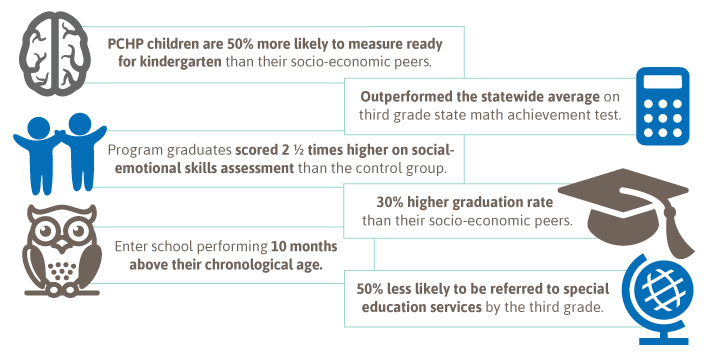 PCHP children are 50% more likely to measure ready
for kindergarten than their socio-economic peers.
Outperformed the statewide average on
third grade state math achievement test.
Program graduates scored 2 ½ times higher on social-
emotional skills assessment than the control group.
30% higher graduation rate
than their socio-economic peers.
Enter school performing 10 months
above their chronological age.
50% less likely to be referred to special
education services by the third grade.